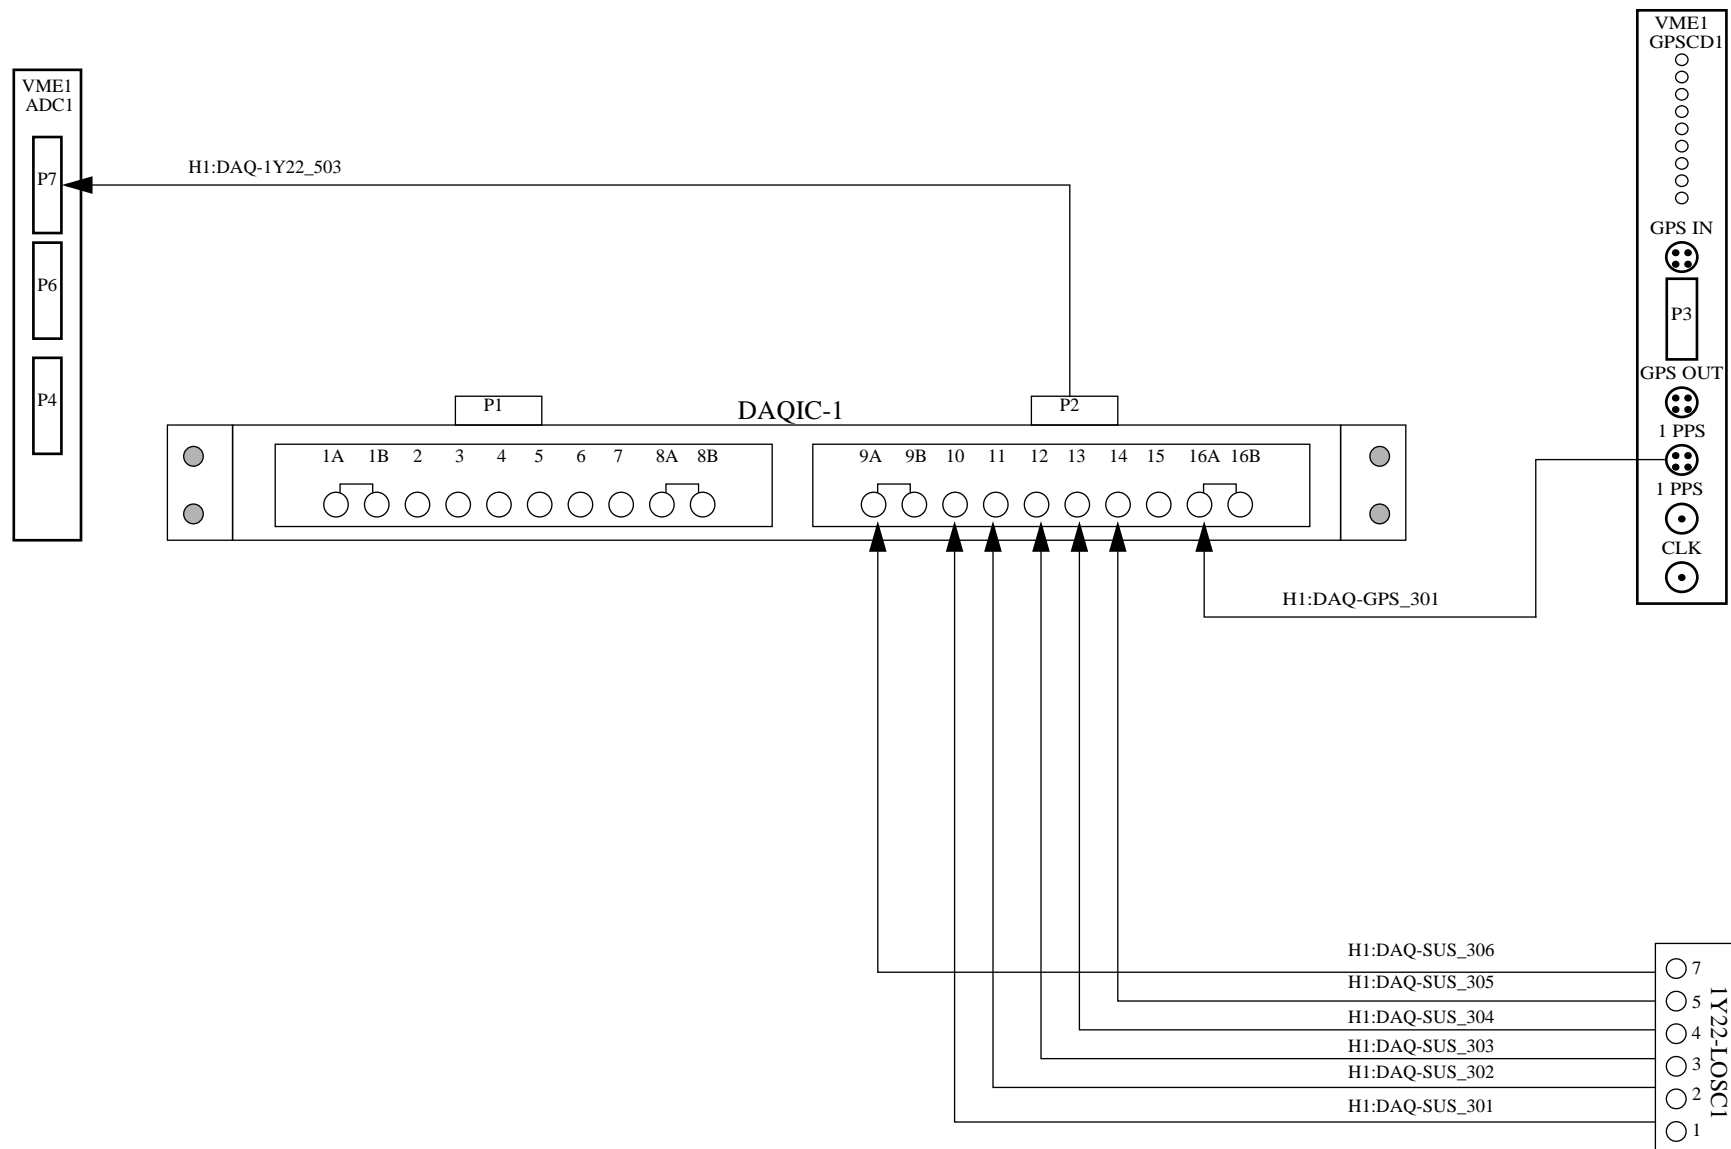 VME1
GPSCD1
VME1
ADC1
P7
P6
P4
H1:DAQ-1Y22_503
GPS IN
P3
GPS OUT
1 PPS
1 PPS
CLK
P1
DAQIC-1
P2
1A 1B 2 3 4 5 6 7 8A 8B
9A 9B 10 11 12 13 14 15 16A 16B
H1:DAQ-GPS_301
H1:DAQ-SUS_306
H1:DAQ-SUS_305
H1:DAQ-SUS_304
H1:DAQ-SUS_303
H1:DAQ-SUS_302
H1:DAQ-SUS_301
7
5
4
3
2
1
1Y22-LOSC1